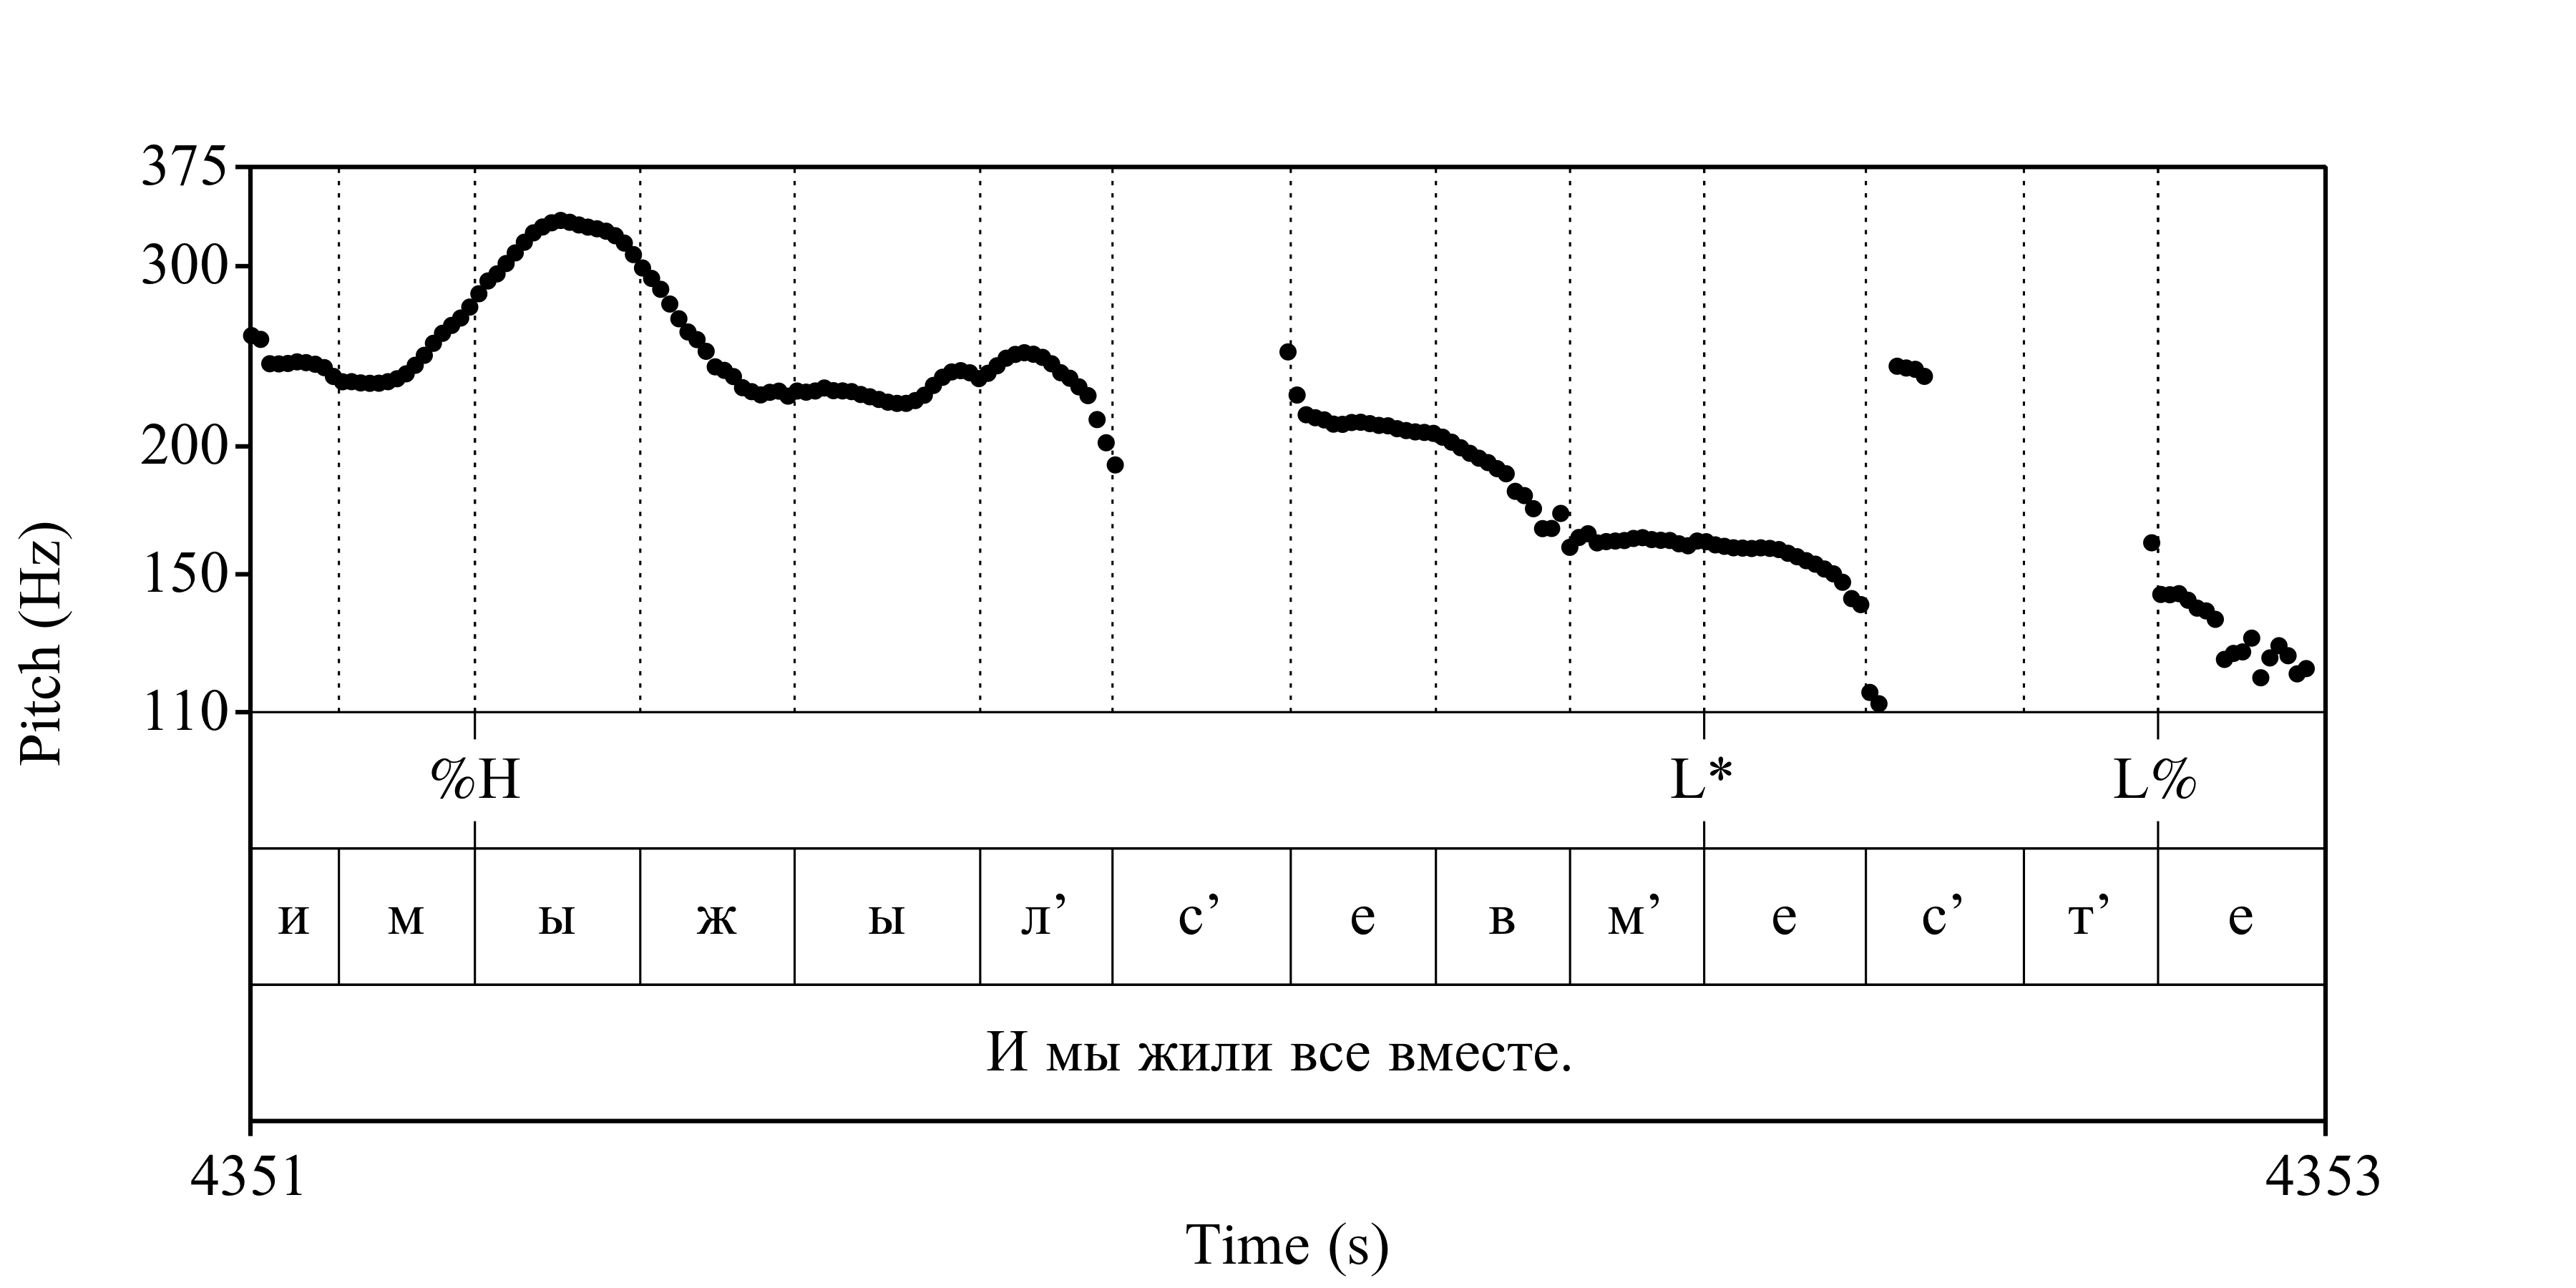 375
300
200
150
110
Pitch (Hz)
%H L* L%
и м ы ж ы л’ с’ е в м’ е с’ т’ е
И мы жили все вместе.
4351 4353
Time (s)